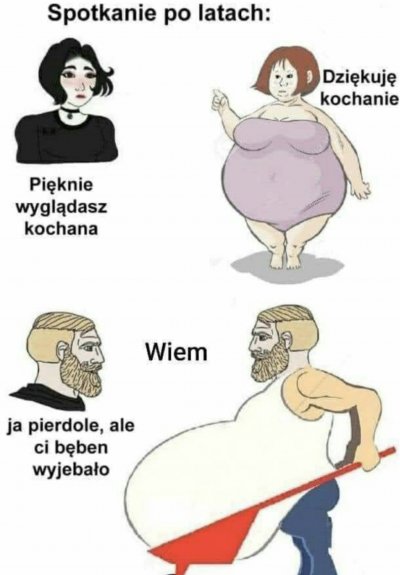 Spotkanie po latach:
Dziękuję
kochanie
Pięknie
wyglądasz
kochana
Wiem
ja pierdole, ale
ci bęben
wyjebało